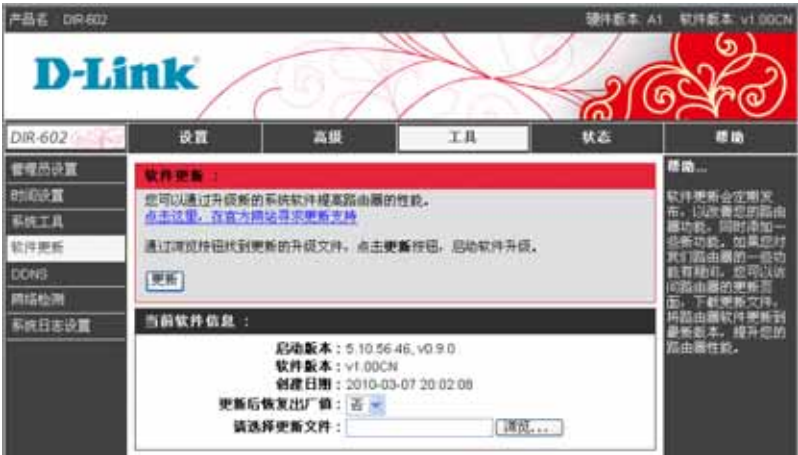 产品名 : DIR-602 硬件版本: A1 软件版本: v1.00CN
D-Link
DIR-602 设置 高级 工具 状态 帮助
管理员设置
时间设置
系统工具
软件更新
DDNS
网络检测
系统日志设置
软件更新 :
您可以通过升级新的系统软件提高路由器的性能。
点击这里，在官方网站寻求更新支持
通过浏览按钮找到更新的升级文件，点击更新按钮，启动软件升级。
更新
当前软件信息 :
启动版本 : 5.10.56.46, v0.9.0
软件版本 : v1.00CN
创建日期 : 2010-03-07 20:02:08
更新后恢复出厂值 : 否
请选择更新文件 : 浏览...
帮助...
软件更新会定期发
布，以改善您的路由
器功能，同时添加一
些新功能。如果您对
我们路由器的一些功
能有疑问，您可以访
问路由器的更新页
面，下载更新文件，
将路由器软件更新到
最新版本，提升您的
路由器性能。